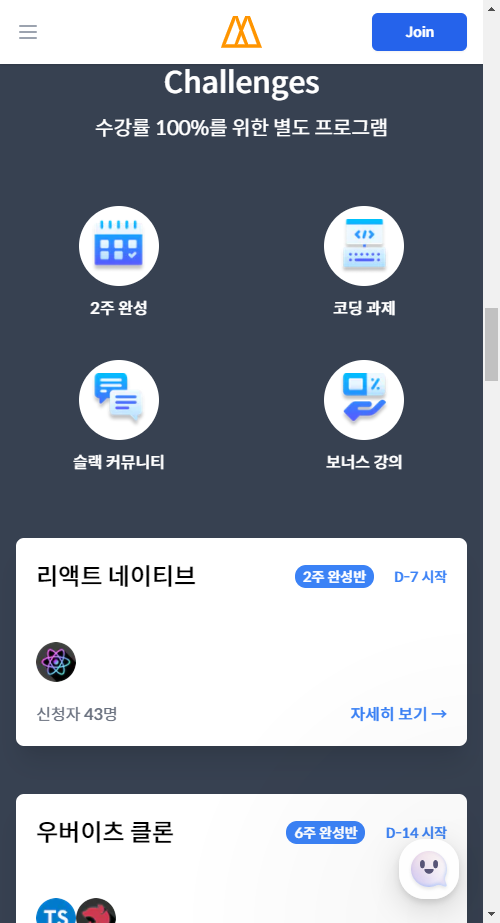 Join
Challenges
수강률 100%를 위한 별도 프로그램
2주 완성
코딩 과제
슬랙 커뮤니티
보너스 강의
리액트 네이티브
2주 완성반
D-7 시작
신청자 43명
자세히 보기 →
우버이츠 클론
6주 완성반
D-14 시작
TS